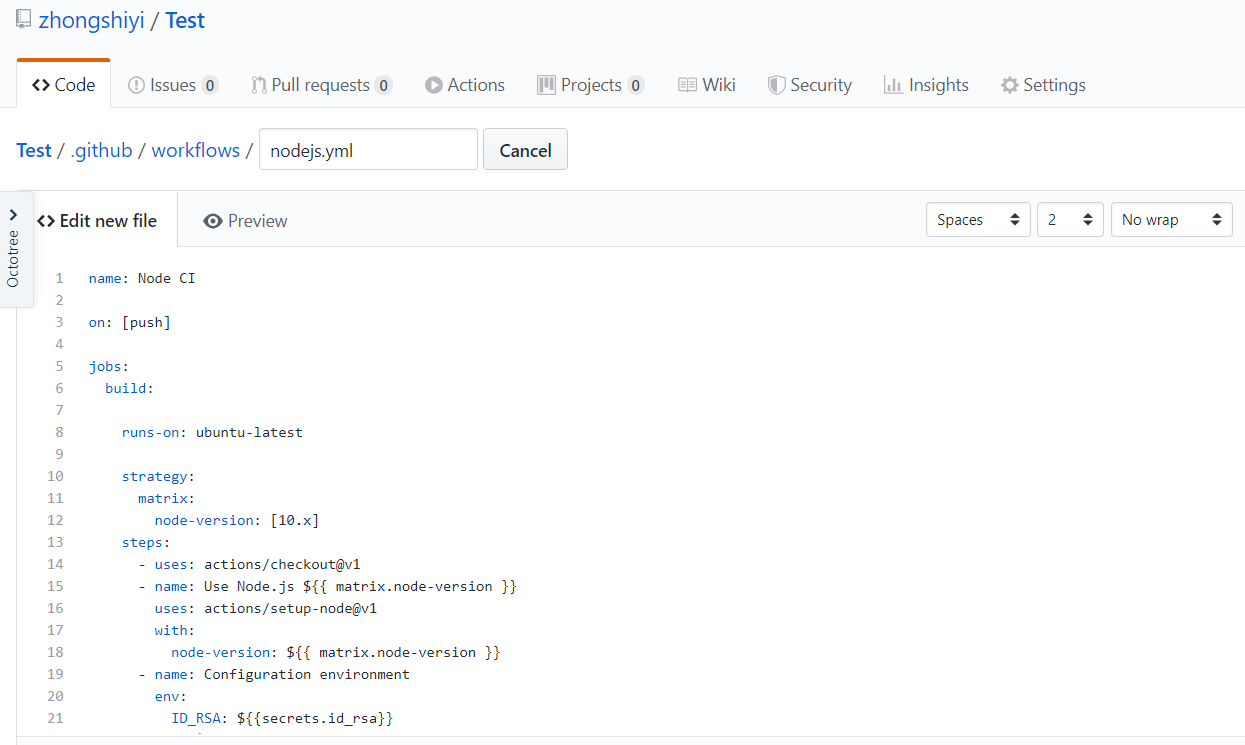 zhongshiyi / Test
Code Issues 0 Pull requests 0 Actions Projects 0 Wiki Security Insights Settings
Test / .github / workflows / nodejs.yml Cancel
Octotree
Edit new file Preview Spaces 2 No wrap
1 name: Node CI
2
3 on: [push]
4
5 jobs:
6 build:
7
8 runs-on: ubuntu-latest
9
10 strategy:
11 matrix:
12 node-version: [10.x]
13 steps:
14 - uses: actions/checkout@v1
15 - name: Use Node.js ${{ matrix.node-version }}
16 uses: actions/setup-node@v1
17 with:
18 node-version: ${{ matrix.node-version }}
19 - name: Configuration environment
20 env:
21 ID_RSA: ${{secrets.id_rsa}}